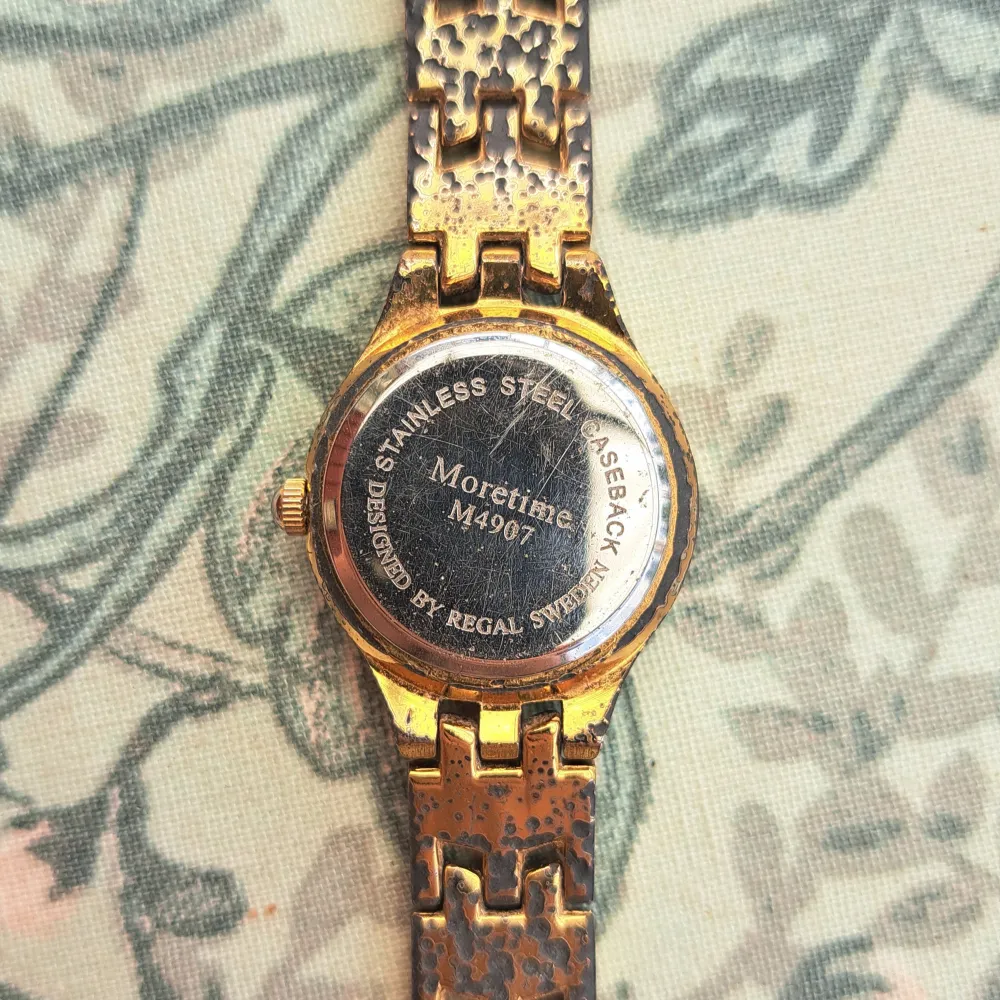 STAINLESS STEEL CASEBACK
Moretime
M4907
DESIGNED BY REGAL SWEDEN